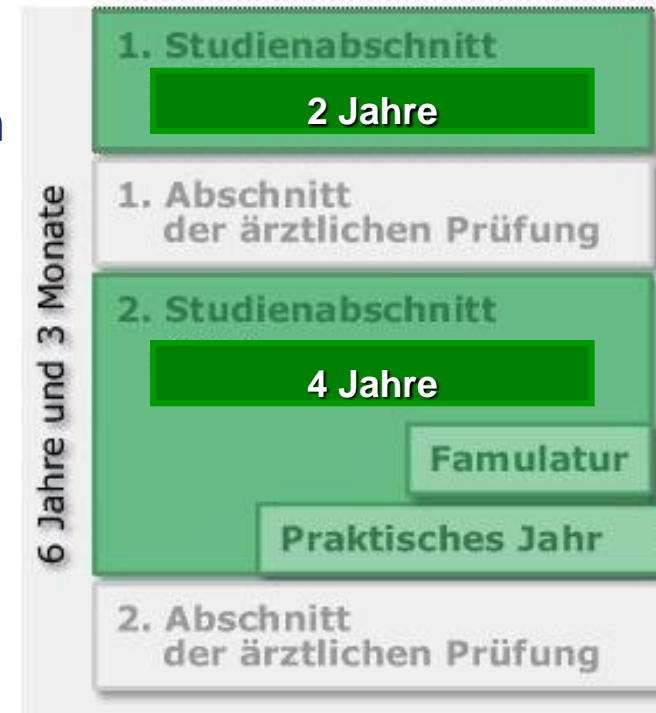 6 Jahre und 3 Monate
1. Studienabschnitt
2 Jahre
1. Abschnitt
der ärztlichen Prüfung
2. Studienabschnitt
4 Jahre
Famulatur
Praktisches Jahr
2. Abschnitt
der ärztlichen Prüfung